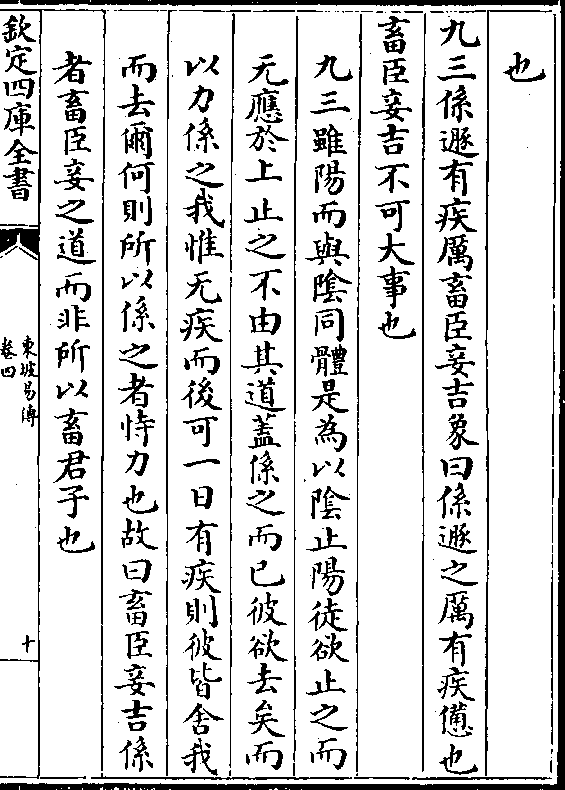 也
九三係遯有疾厲畜臣妾吉象曰係遯之厲有疾憊也
畜臣妾吉不可大事也
九三雖陽而與陰同體是為以陰止陽徒欲止之而
无應於上止之不由其道蓋係之而已彼欲去矣而
以力係之我惟无疾而後可一日有疾則彼皆舍我
而去爾何則所以係之者恃力也故曰畜臣妾吉係
者畜臣妾之道而非所以畜君子也
欽定四庫全書
東坡易傳
卷四
十